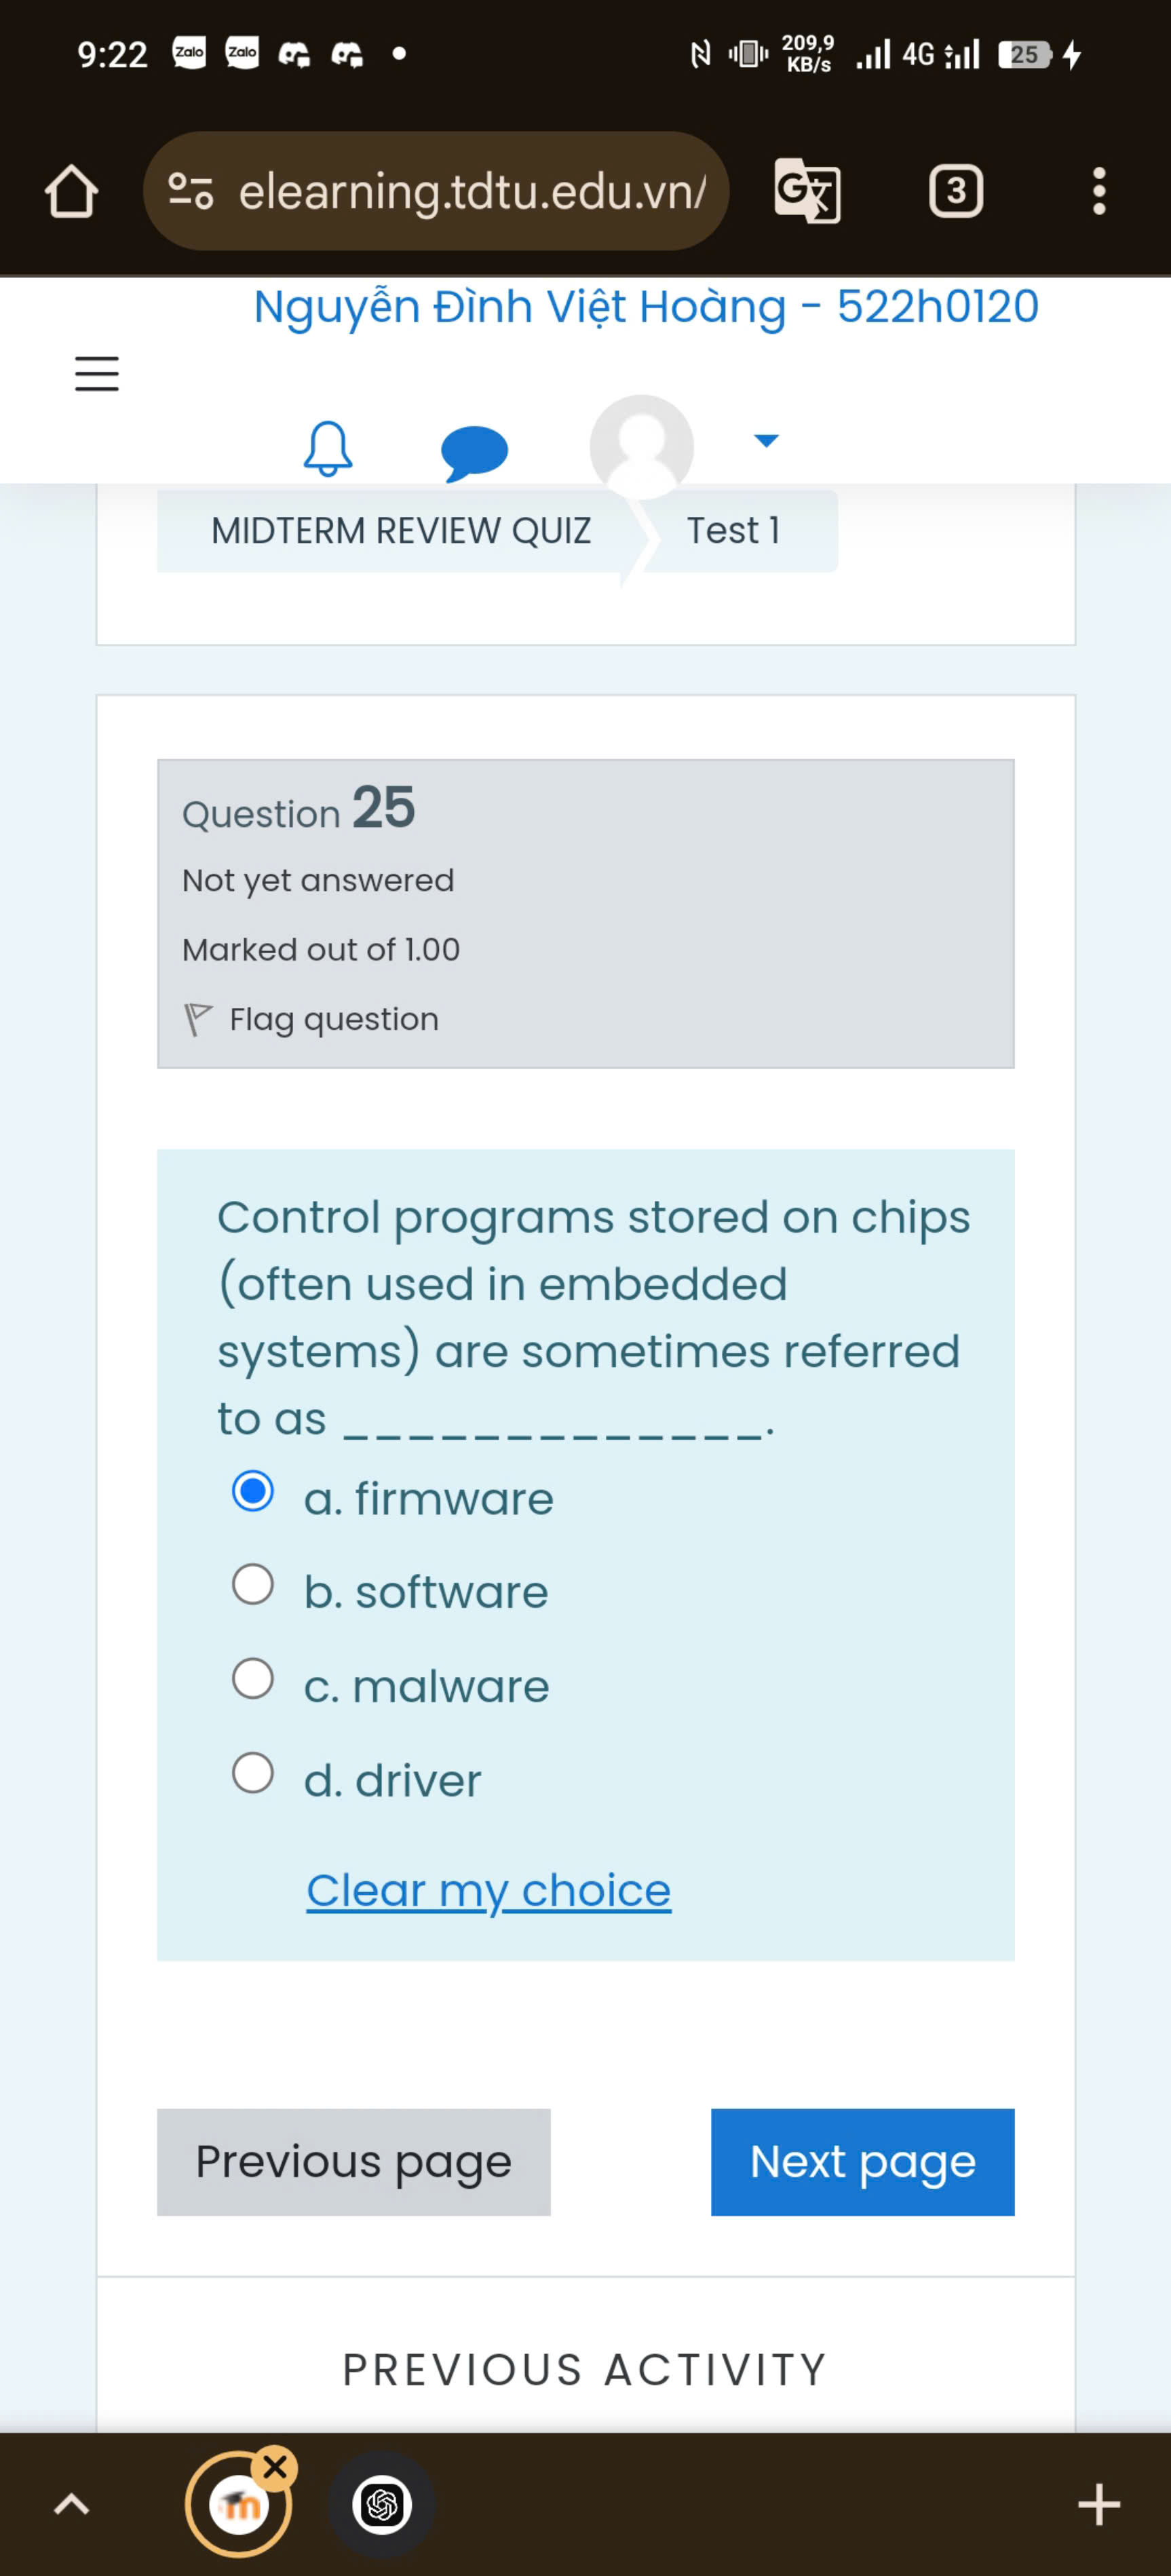 9:22 Zalo Zalo 209,9 KB/s 4G 25
elearning.tdtu.edu.vn/ 3
Nguyễn Đình Việt Hoàng - 522h0120
MIDTERM REVIEW QUIZ Test 1
Question 25
Not yet answered
Marked out of 1.00
Flag question
Control programs stored on chips
(often used in embedded
systems) are sometimes referred
to as _____________.
a. firmware
b. software
c. malware
d. driver
Clear my choice
Previous page Next page
PREVIOUS ACTIVITY